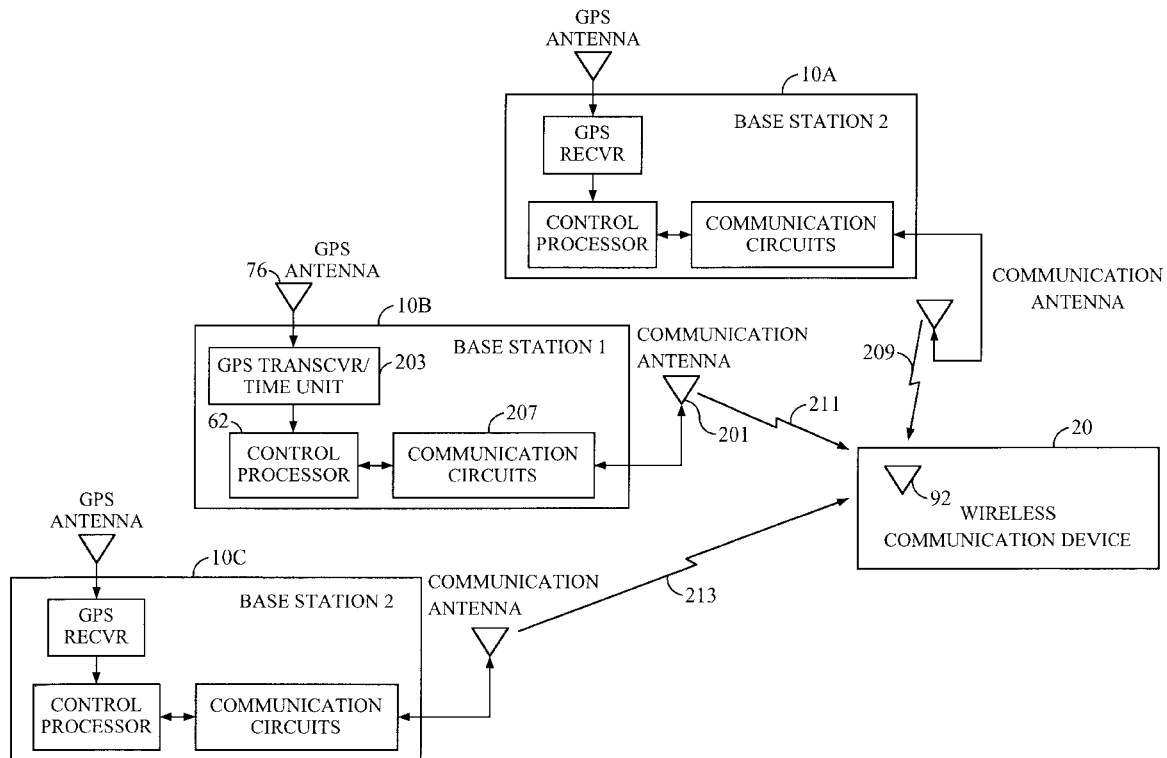 GPS
ANTENNA
10A
BASE STATION 2
GPS
RECVR
CONTROL
PROCESSOR
COMMUNICATION
CIRCUITS
COMMUNICATION
ANTENNA
209
GPS
ANTENNA
76
10B
BASE STATION 1
GPS TRANSCVR/
TIME UNIT
203
62
CONTROL
PROCESSOR
207
COMMUNICATION
CIRCUITS
COMMUNICATION
ANTENNA
201
211
20
92
WIRELESS
COMMUNICATION DEVICE
GPS
ANTENNA
10C
BASE STATION 2
GPS
RECVR
CONTROL
PROCESSOR
COMMUNICATION
CIRCUITS
COMMUNICATION
ANTENNA
213